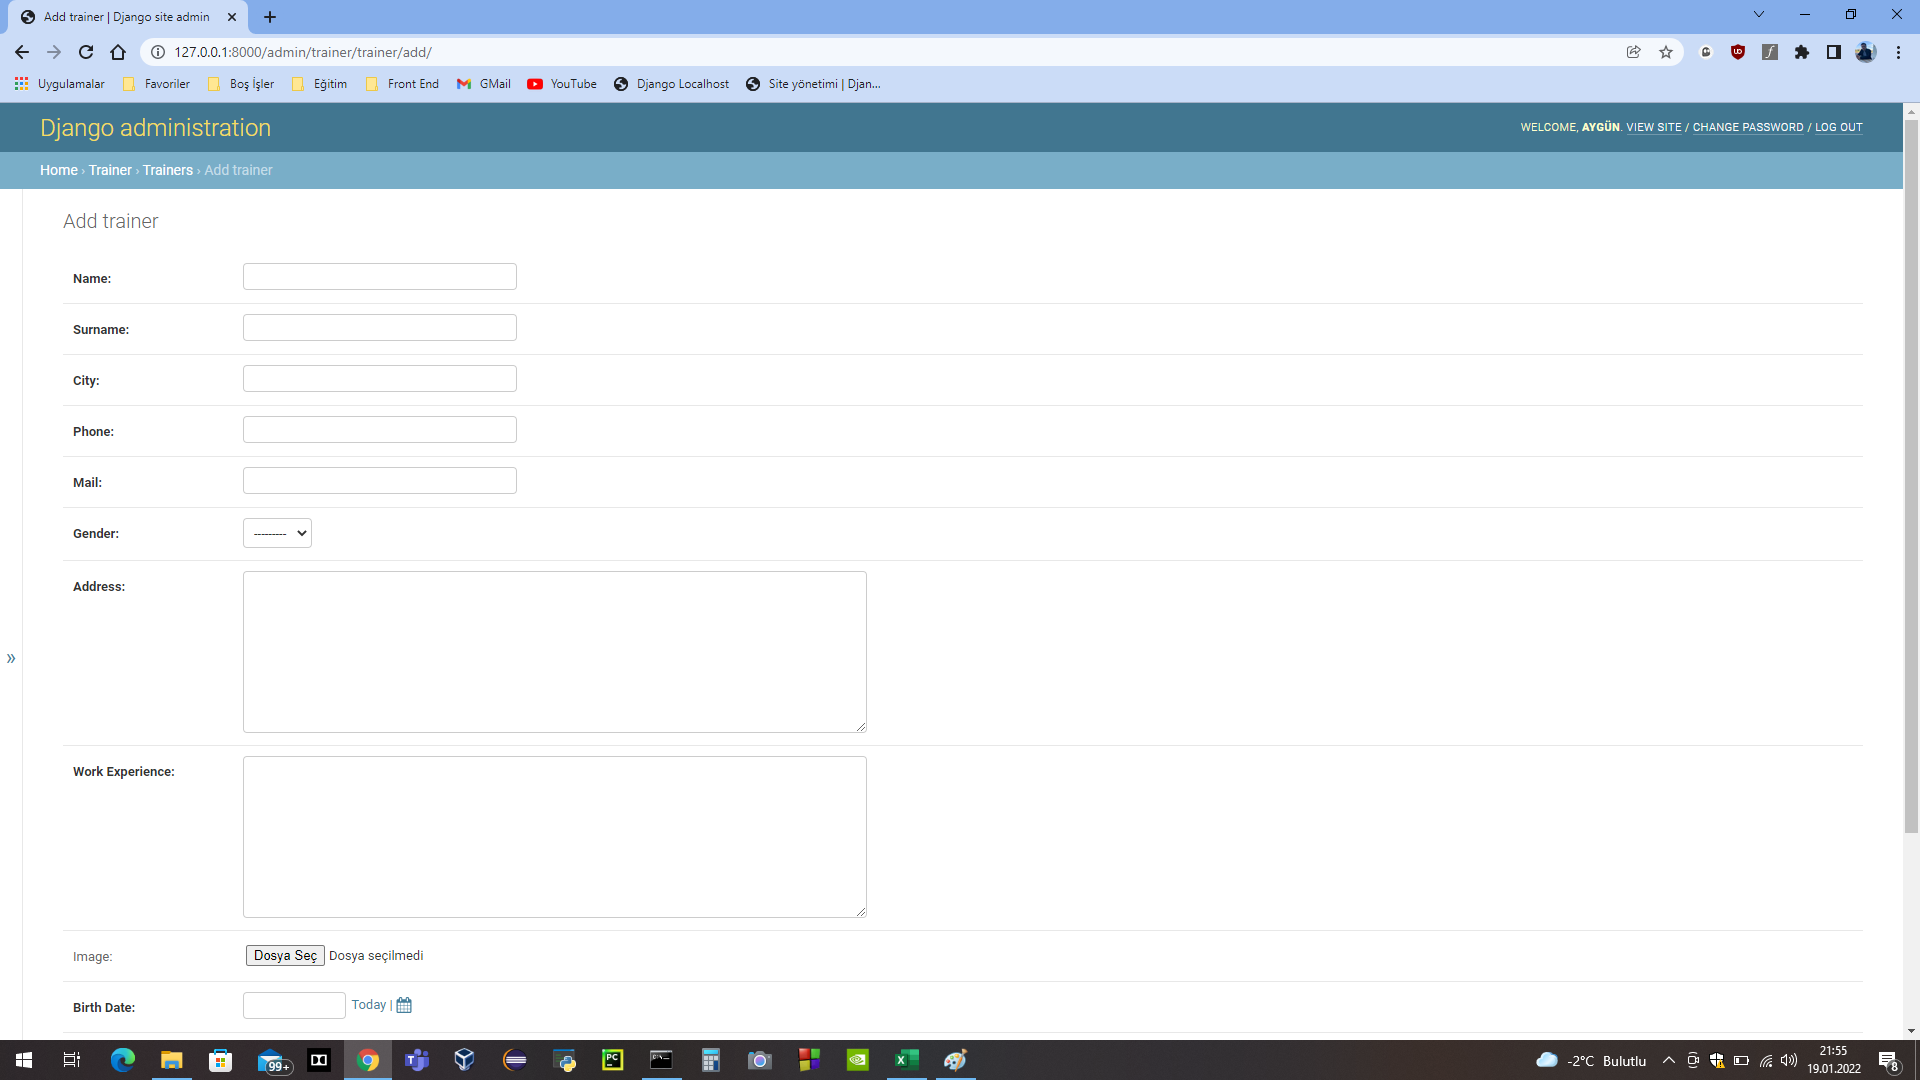 Add trainer | Django site admin
127.0.0.1:8000/admin/trainer/trainer/add/
Uygulamalar Favoriler Boş İşler Eğitim Front End GMail YouTube Django Localhost Site yönetimi | Djan...
Django administration
WELCOME, AYGÜN. VIEW SITE / CHANGE PASSWORD / LOG OUT
Home › Trainer › Trainers › Add trainer
Add trainer
Name:
Surname:
City:
Phone:
Mail:
Gender: ---------
Address:
»
Work Experience:
Image: Dosya Seç Dosya seçilmedi
Birth Date: Today |
99+
-2°C Bulutlu
21:55
19.01.2022
8